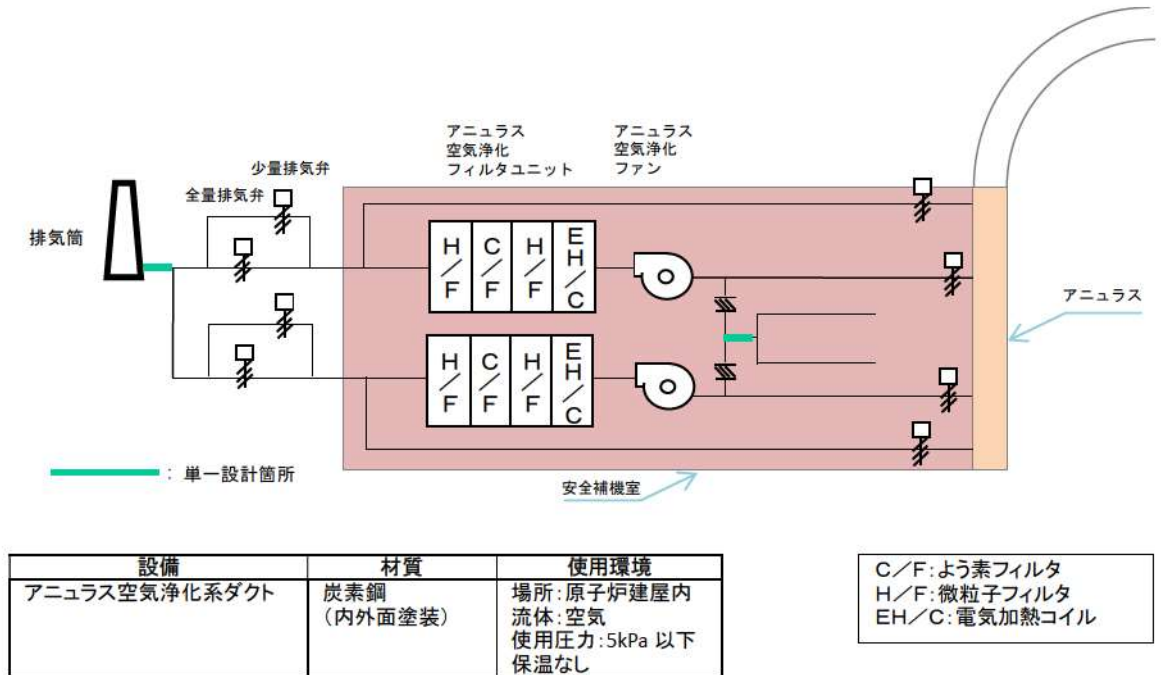 アニュラス
空気浄化
フィルタユニット
アニュラス
空気浄化
ファン
少量排気弁
全量排気弁
排気筒
H/F
C/F
H/F
EH/C
アニュラス
H/F
C/F
H/F
EH/C
: 単一設計箇所
安全補機室
設備 材質 使用環境
アニュラス空気浄化系ダクト 炭素鋼 場所:原子炉建屋内
(内外面塗装) 流体:空気
使用圧力:5kPa 以下
保温なし
C/F:よう素フィルタ
H/F:微粒子フィルタ
EH/C:電気加熱コイル